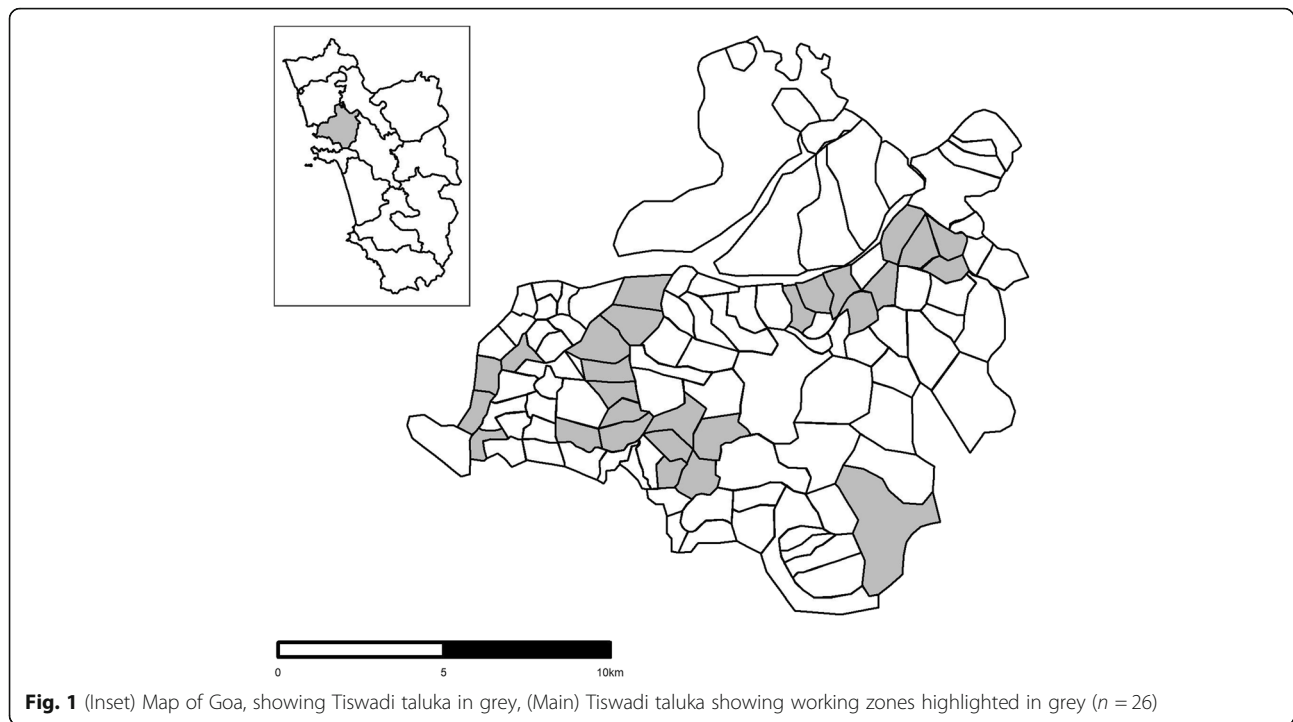 0 5 10km
Fig. 1 (Inset) Map of Goa, showing Tiswadi taluka in grey, (Main) Tiswadi taluka showing working zones highlighted in grey (n = 26)